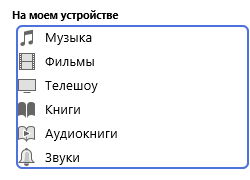 На моем устройстве
Музыка
Фильмы
Телешоу
Книги
Аудиокниги
Звуки